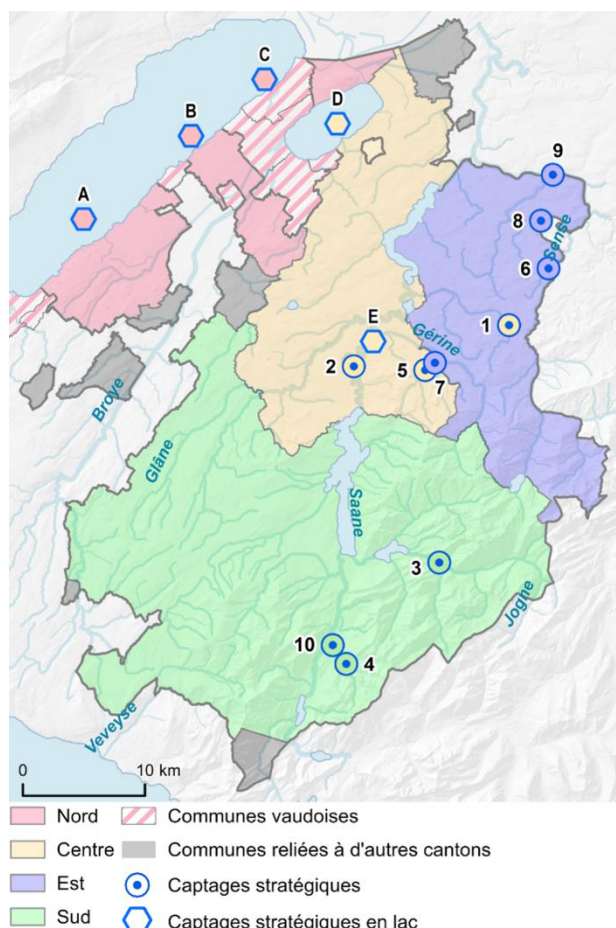 C
B
D
A
9
8
Sense
6
1
E
Gérine
2
5
7
Broye
Glâne
Saane
3
Jogne
10
4
Veveyse
0
10 km
Nord
Communes vaudoises
Centre
Communes reliées à d'autres cantons
Est
Captages stratégiques
Sud
Captages stratégiques en lac